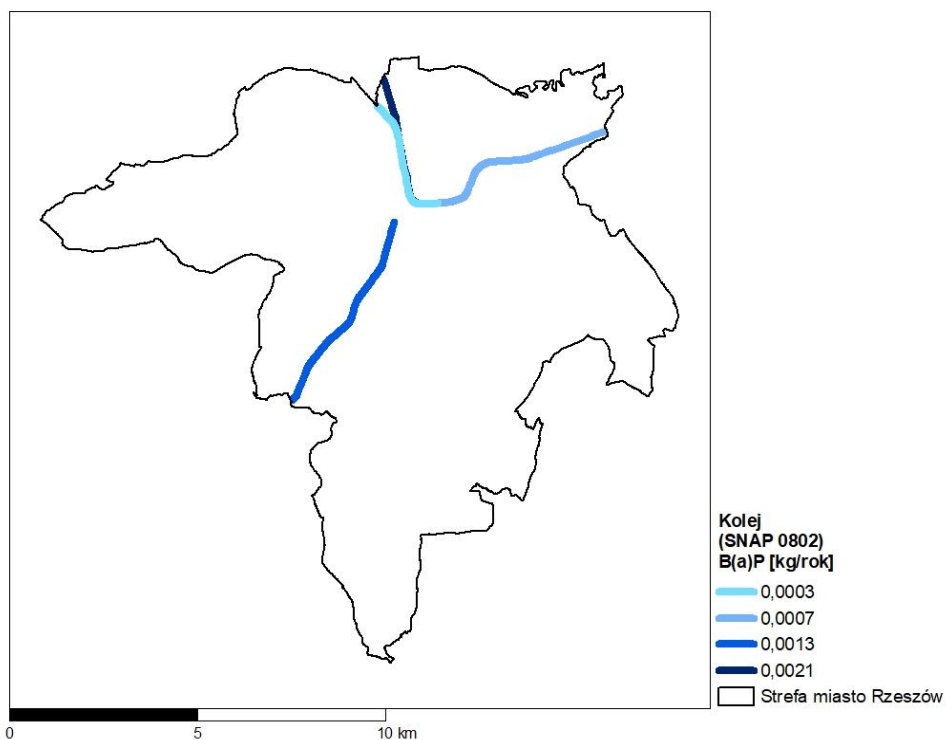 Kolej
(SNAP 0802)
B(a)P [kg/rok]
0,0003
0,0007
0,0013
0,0021
Strefa miasto Rzeszów
0 5 10 km